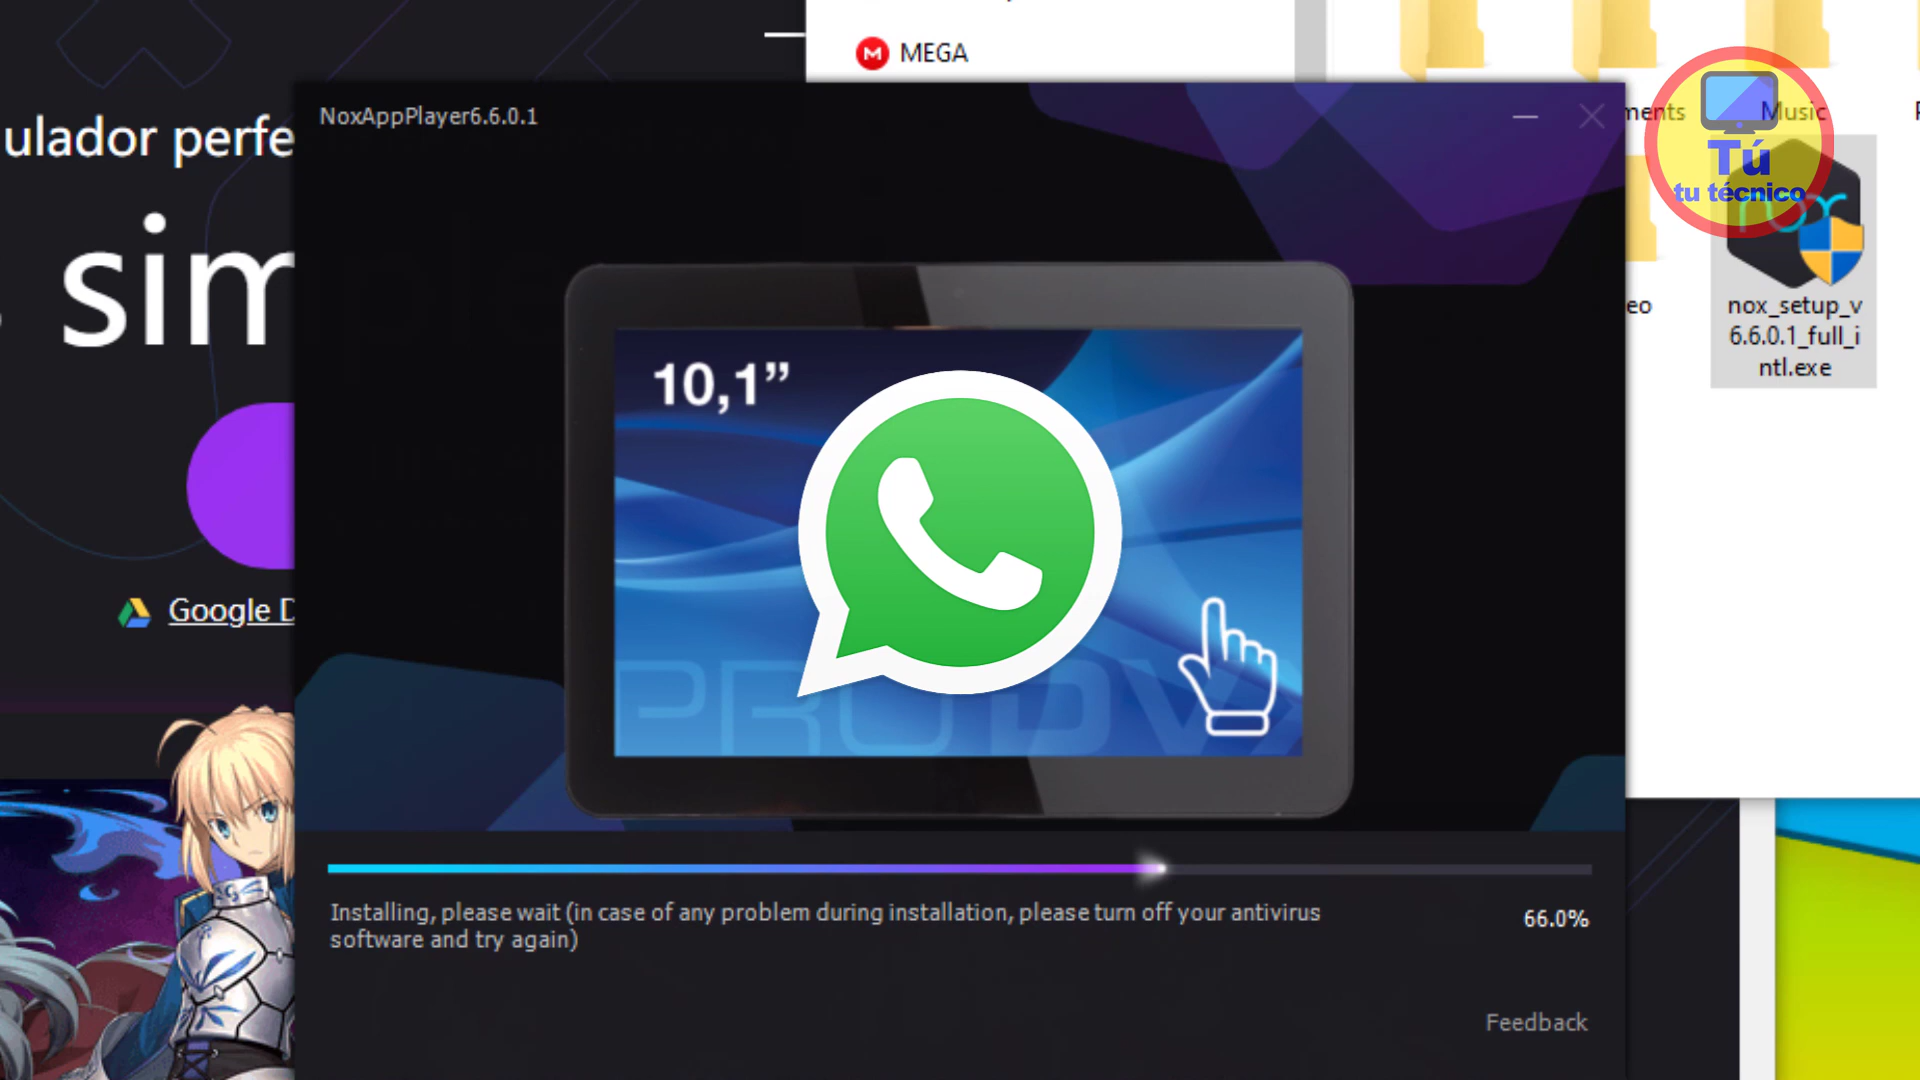 MEGA
NoxAppPlayer6.6.0.1
ments
Music
Tú
tu técnico
ulador perfe
sim
eo
nox_setup_v
6.6.0.1_full_i
ntl.exe
10,1”
PRODV
Google D
Installing, please wait (in case of any problem during installation, please turn off your antivirus
software and try again)
66.0%
Feedback